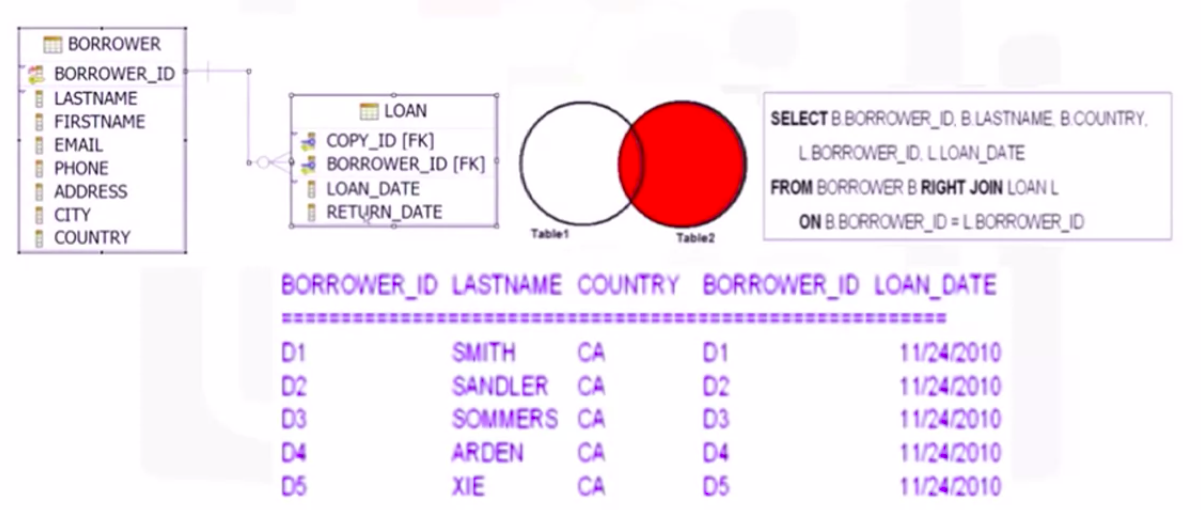 BORROWER
BORROWER_ID
LASTNAME
FIRSTNAME
EMAIL
PHONE
ADDRESS
CITY
COUNTRY
LOAN
COPY_ID [FK]
BORROWER_ID [FK]
LOAN_DATE
RETURN_DATE
Table1
Table2
SELECT B.BORROWER_ID, B.LASTNAME, B.COUNTRY,
L.BORROWER_ID, L.LOAN_DATE
FROM BORROWER B RIGHT JOIN LOAN L
ON B.BORROWER_ID = L.BORROWER_ID
BORROWER_ID LASTNAME COUNTRY BORROWER_ID LOAN_DATE
=======================================================
D1 SMITH CA D1 11/24/2010
D2 SANDLER CA D2 11/24/2010
D3 SOMMERS CA D3 11/24/2010
D4 ARDEN CA D4 11/24/2010
D5 XIE CA D5 11/24/2010